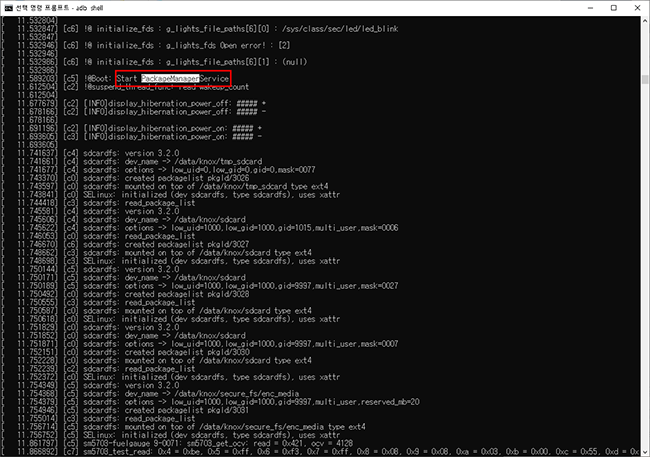 선택 명령 프롬프트 - adb shell
[   11.532804]
[   11.532847] [c6] !@ initialize_fds : g_lights_file_paths[6][0] : /sys/class/sec/led/led_blink
[   11.532847]
[   11.532946] [c6] !@ initialize_fds : g_lights_file_paths Open error! : [2]
[   11.532946]
[   11.532986] [c6] !@ initialize_fds : g_lights_file_paths[6][1] : (null)
[   11.532986]
[   11.589203] [c5] !@Boot: Start PackageManagerService
[   11.612504] [c2] !@suspend_thread_func: read wakeup_count
[   11.612504]
[   11.677679] [c2] [INFO]display_hibernation_power_off: ##### +
[   11.678166] [c2] [INFO]display_hibernation_power_off: ##### -
[   11.678166]
[   11.691196] [c2] [INFO]display_hibernation_power_on: ##### +
[   11.693605] [c3] [INFO]display_hibernation_power_on: ##### -
[   11.693605]
[   11.741637] [c4] sdcardfs: version 3.2.0
[   11.741661] [c4] sdcardfs: dev_name -> /data/knox/tmp_sdcard
[   11.741677] [c4] sdcardfs: options -> low_uid=0,low_gid=0,gid=0,mask=0077
[   11.743370] [c0] sdcardfs: created packagelist pkgld/3026
[   11.743597] [c0] sdcardfs: mounted on top of /data/knox/tmp_sdcard type ext4
[   11.743841] [c0] SELinux: initialized (dev sdcardfs, type sdcardfs), uses xattr
[   11.744418] [c3] sdcardfs: read_package_list
[   11.745581] [c4] sdcardfs: version 3.2.0
[   11.745606] [c4] sdcardfs: dev_name -> /data/knox/sdcard
[   11.745622] [c4] sdcardfs: options -> low_uid=1000,low_gid=1000,gid=1015,multi_user,mask=0006
[   11.746053] [c0] sdcardfs: read_package_list
[   11.746670] [c6] sdcardfs: created packagelist pkgld/3027
[   11.748662] [c3] sdcardfs: mounted on top of /data/knox/sdcard type ext4
[   11.748698] [c3] SELinux: initialized (dev sdcardfs, type sdcardfs), uses xattr
[   11.750144] [c5] sdcardfs: version 3.2.0
[   11.750171] [c5] sdcardfs: dev_name -> /data/knox/sdcard
[   11.750189] [c5] sdcardfs: options -> low_uid=1000,low_gid=1000,gid=9997,multi_user,mask=0027
[   11.750492] [c0] sdcardfs: created packagelist pkgld/3028
[   11.750555] [c3] sdcardfs: read_package_list
[   11.750587] [c0] sdcardfs: mounted on top of /data/knox/sdcard type ext4
[   11.750618] [c0] SELinux: initialized (dev sdcardfs, type sdcardfs), uses xattr
[   11.751829] [c0] sdcardfs: version 3.2.0
[   11.751852] [c0] sdcardfs: dev_name -> /data/knox/sdcard
[   11.751871] [c0] sdcardfs: options -> low_uid=1000,low_gid=1000,gid=9997,multi_user,mask=0007
[   11.752151] [c0] sdcardfs: created packagelist pkgld/3030
[   11.752228] [c0] sdcardfs: mounted on top of /data/knox/sdcard type ext4
[   11.752239] [c2] sdcardfs: read_package_list
[   11.752372] [c0] SELinux: initialized (dev sdcardfs, type sdcardfs), uses xattr
[   11.754349] [c5] sdcardfs: version 3.2.0
[   11.754368] [c5] sdcardfs: dev_name -> /data/knox/secure_fs/enc_media
[   11.754379] [c5] sdcardfs: options -> low_uid=1000,low_gid=1000,gid=9997,multi_user,reserved_mb=20
[   11.754946] [c5] sdcardfs: created packagelist pkgld/3031
[   11.755014] [c3] sdcardfs: read_package_list
[   11.756714] [c5] sdcardfs: mounted on top of /data/knox/secure_fs/enc_media type ext4
[   11.756752] [c5] SELinux: initialized (dev sdcardfs, type sdcardfs), uses xattr
[   11.861797] [c5] sm5703-fuelgauge 9-0071: sm5703_get_ocv: read = 0x421, ocv = 4128
[   11.866892] [c7] sm5703_test_read: 0x4 = 0xbe, 0x5 = 0xff, 0x6 = 0xf3, 0x7 = 0xff, 0x8 = 0x08, 0x9 = 0x08, 0xa = 0x03, 0xb = 0x00, 0xc = 0x55, 0xd = 0x